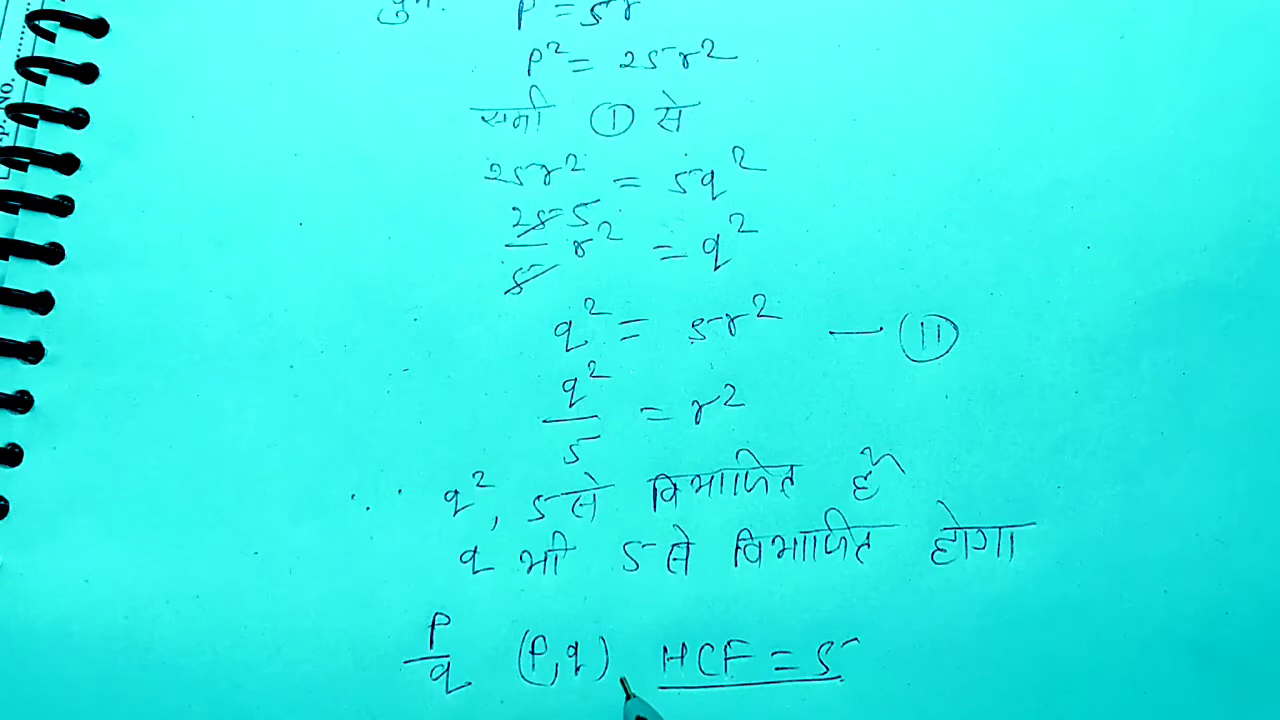 पुनः P = 5r
P² = 25r²
समी ① से
25r² = 5q²
25 5 / 5 r² = q²
q² = 5r² — ⑪
q² / 5 = r²
∵ q², 5 से विभाजित है
q भी 5 से विभाजित होगा
P / q (P, q) HCF = 5